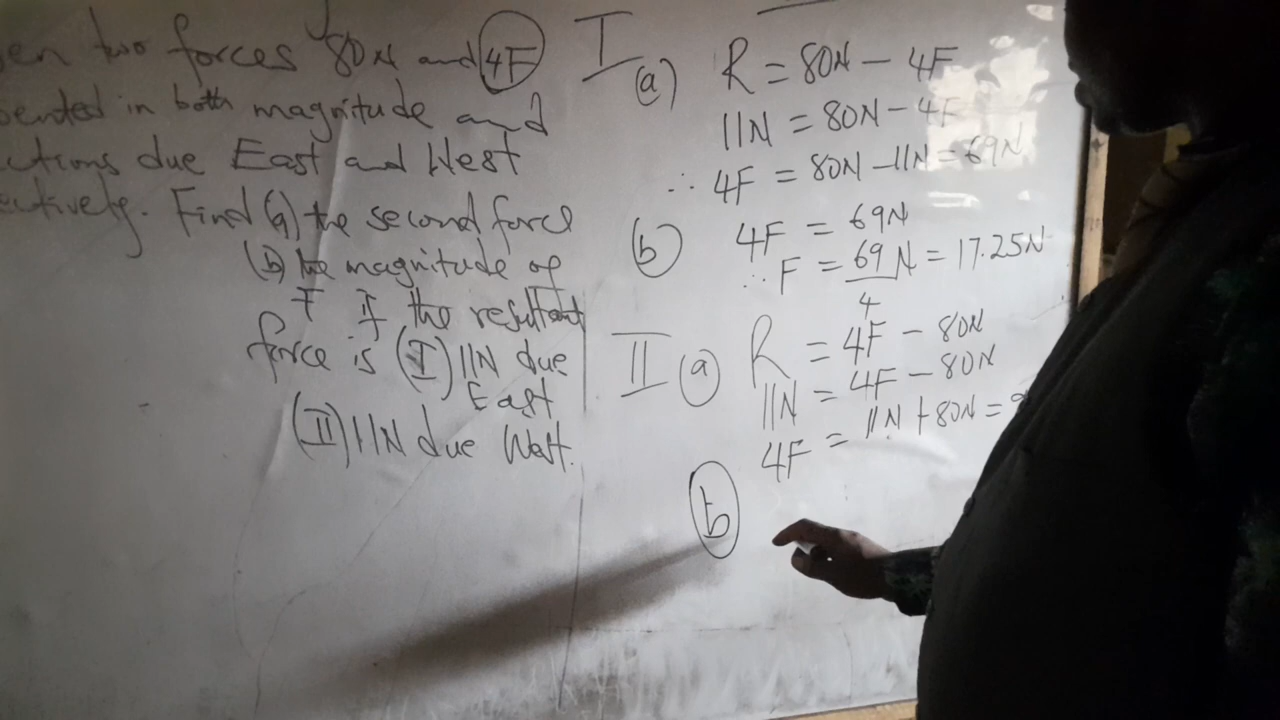 two forces 80N and 4F
in both magnitude and
due East and West
Find (a) the second force
(b) the magnitude of
F if the resultant
force is (I) 11N due
East
(II) 11N due West.
I
(a) R = 80N - 4F
11N = 80N - 4F
∴ 4F = 80N - 11N = 69N
(b) 4F = 69N
∴ F = 69/4 N = 17.25N
II (a) R = 4F - 80N
11N = 4F - 80N
4F = 11N + 80N =
(b)